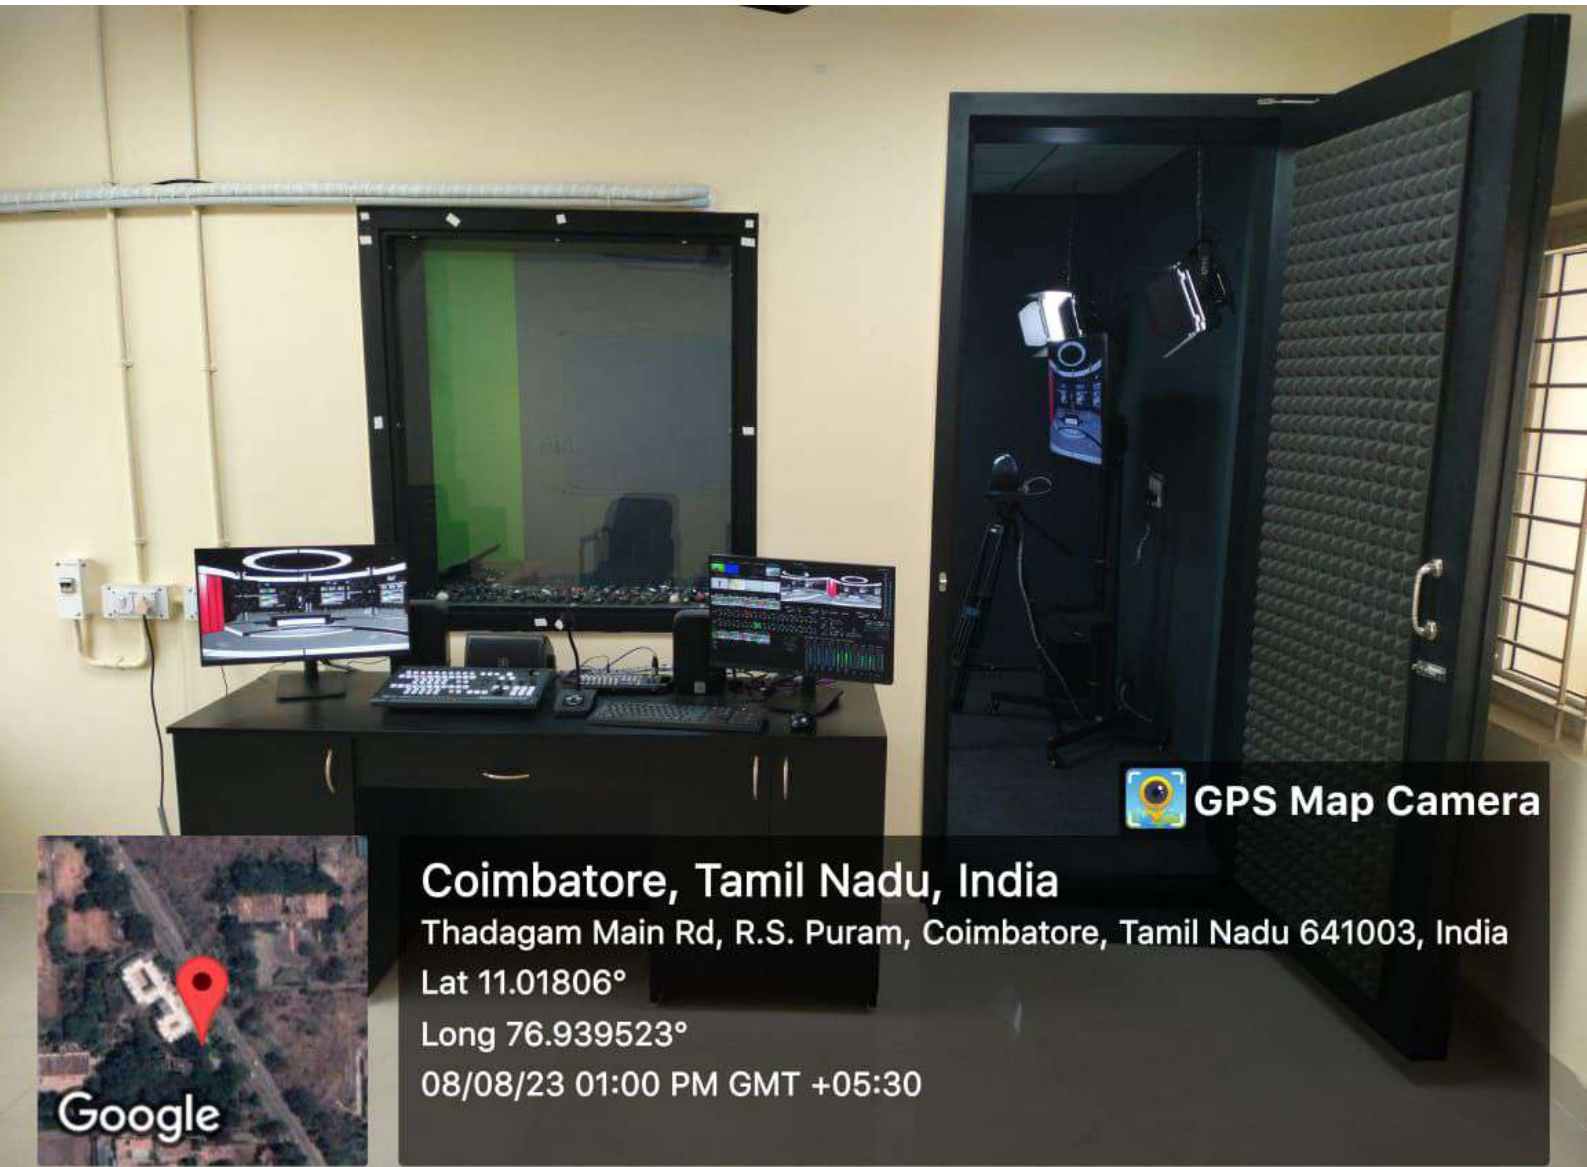 GPS Map Camera
Coimbatore, Tamil Nadu, India
Thadagam Main Rd, R.S. Puram, Coimbatore, Tamil Nadu 641003, India
Lat 11.01806°
Long 76.939523°
08/08/23 01:00 PM GMT +05:30
Google